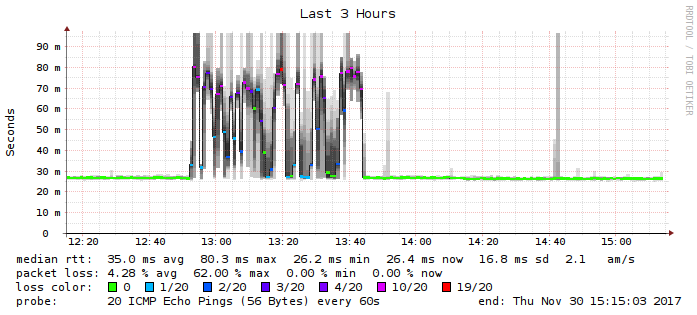 Last 3 Hours
RRDTOOL / TOBI OETIKER
Seconds
90 m
80 m
70 m
60 m
50 m
40 m
30 m
20 m
10 m
0
12:20 12:40 13:00 13:20 13:40 14:00 14:20 14:40 15:00
median rtt: 35.0 ms avg 80.3 ms max 26.2 ms min 26.4 ms now 16.8 ms sd 2.1 am/s
packet loss: 4.28 % avg 62.00 % max 0.00 % min 0.00 % now
loss color: 0 1/20 2/20 3/20 4/20 10/20 19/20
probe: 20 ICMP Echo Pings (56 Bytes) every 60s end: Thu Nov 30 15:15:03 2017